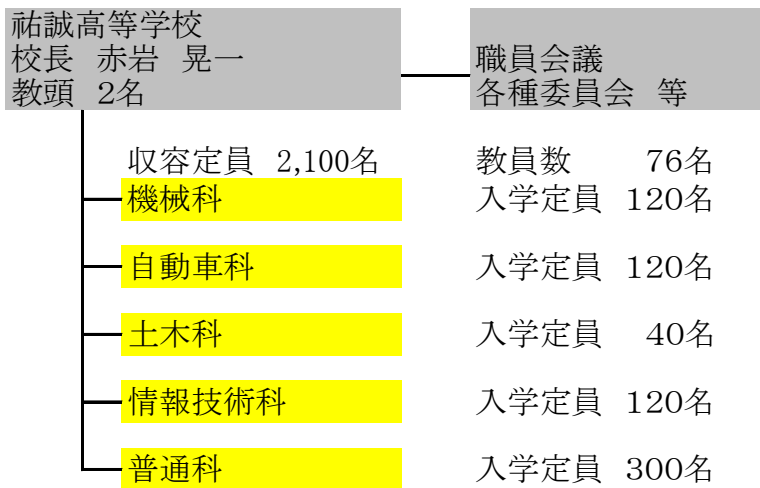 祐誠高等学校
校長 赤岩 晃一
教頭 2名
職員会議
各種委員会 等
収容定員 2,100名 教員数 76名
機械科 入学定員 120名
自動車科 入学定員 120名
土木科 入学定員 40名
情報技術科 入学定員 120名
普通科 入学定員 300名